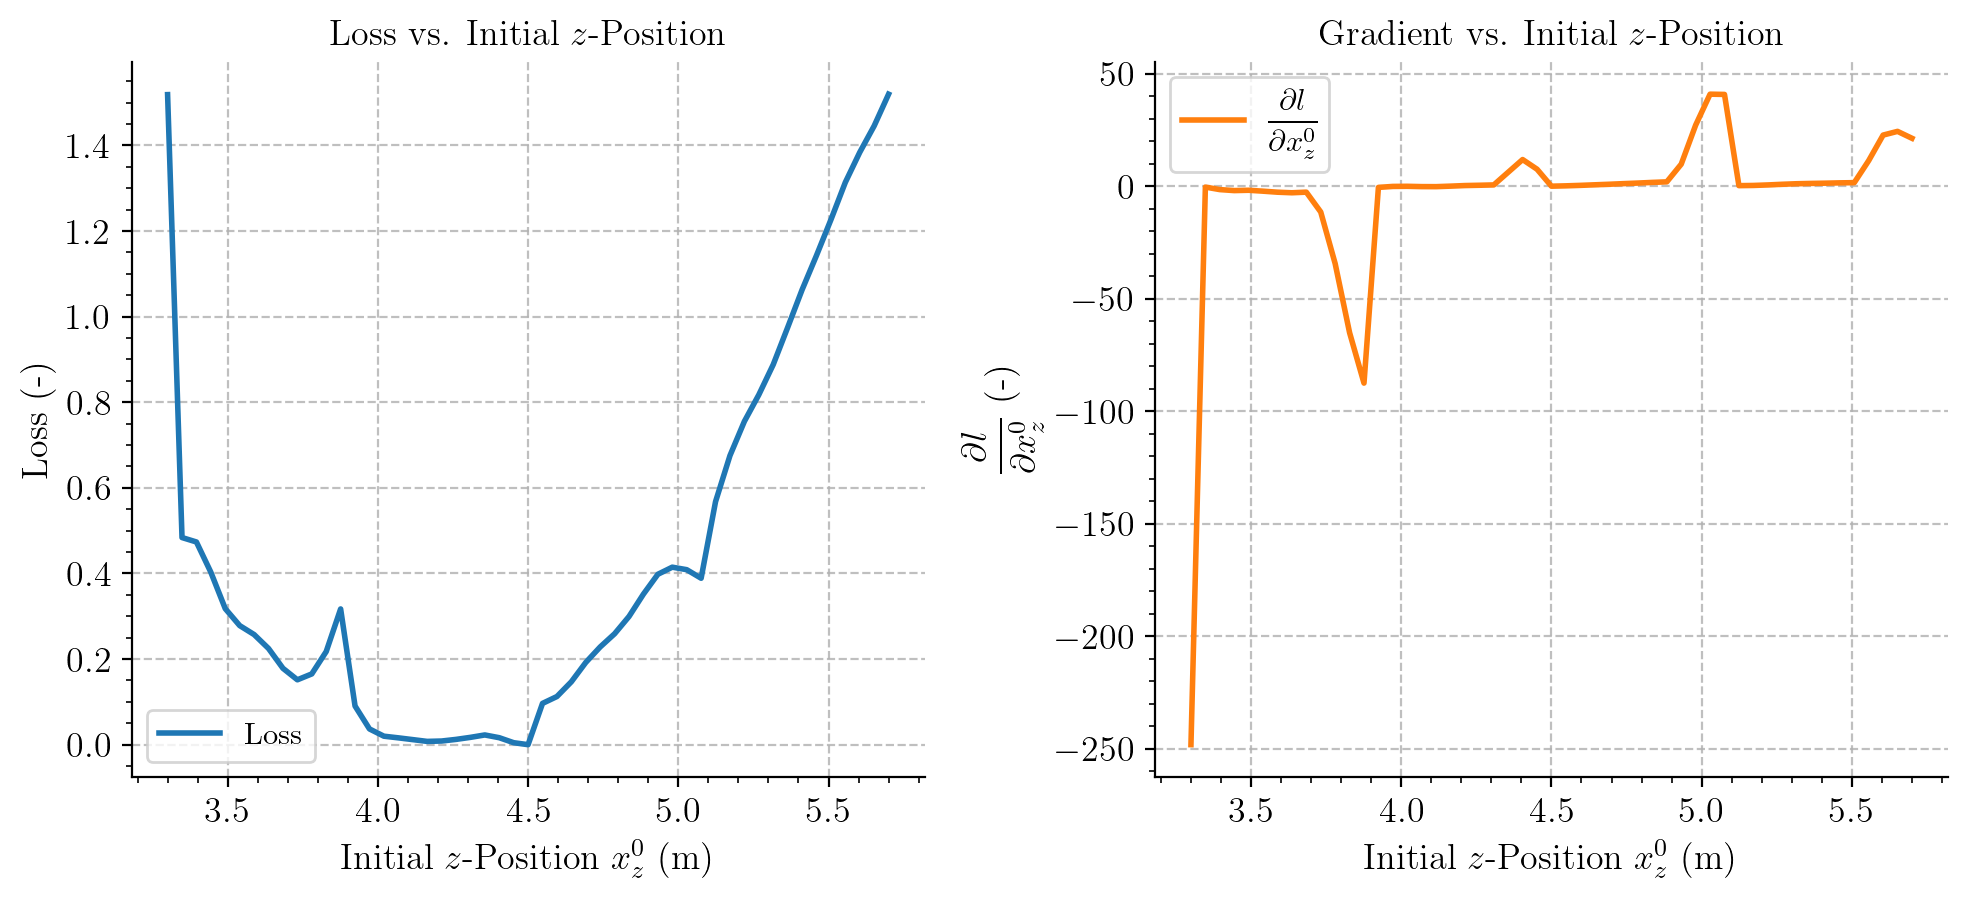 Loss vs. Initial z-Position
Loss (-)
1.4
1.2
1.0
0.8
0.6
0.4
0.2
0.0
Loss
3.5 4.0 4.5 5.0 5.5
Initial z-Position x_z^0 (m)
Gradient vs. Initial z-Position
∂l/∂x_z^0 (-)
50
0
−50
−100
−150
−200
−250
∂l/∂x_z^0
3.5 4.0 4.5 5.0 5.5
Initial z-Position x_z^0 (m)